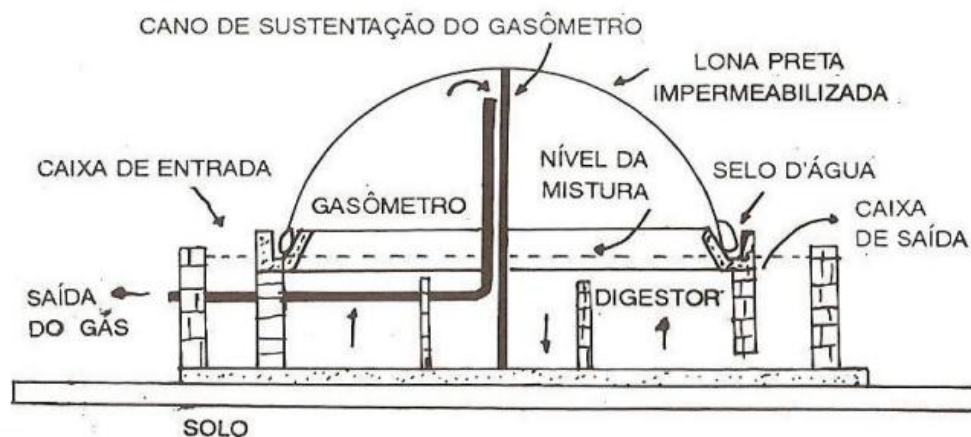 CANO DE SUSTENTAÇÃO DO GASÔMETRO
LONA PRETA
IMPERMEABILIZADA
CAIXA DE ENTRADA
NÍVEL DA
MISTURA
SELO D'ÁGUA
GASÔMETRO
CAIXA
DE SAÍDA
SAÍDA
DO GÁS
DIGESTOR
SOLO